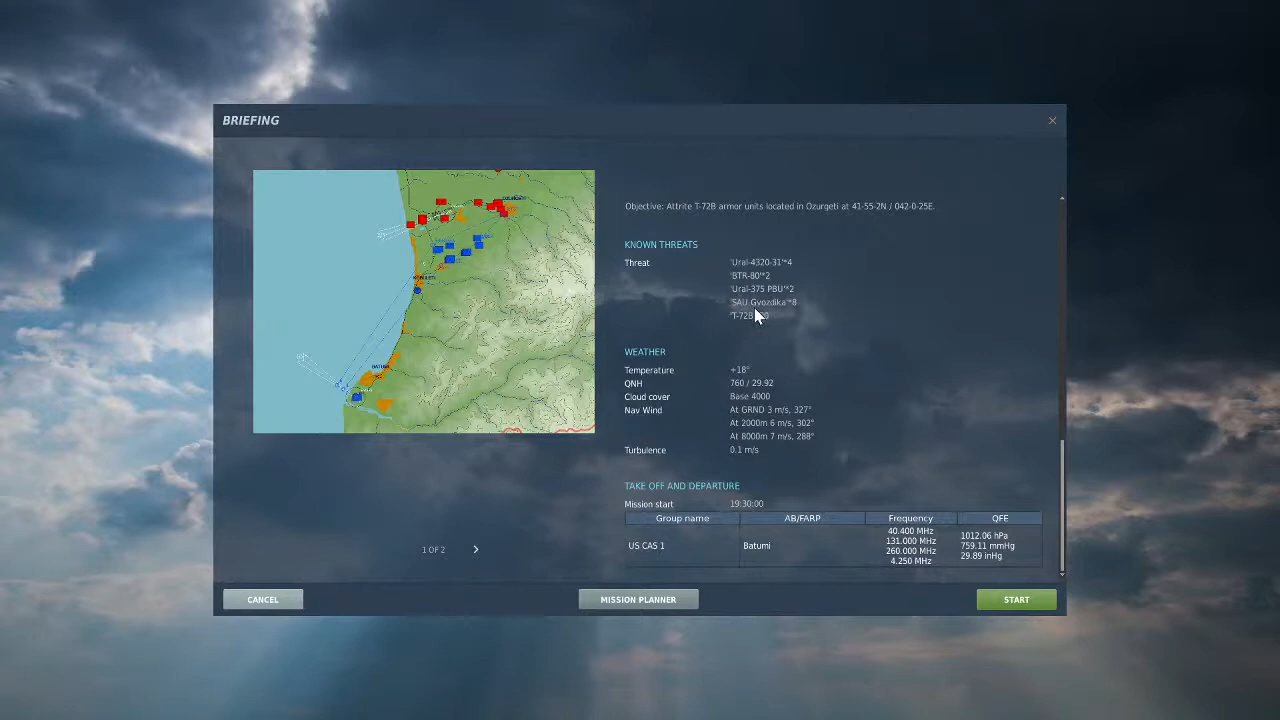 BRIEFING
Objective: Attrite T-72B armor units located in Ozurgeti at 41-55-2N / 042-0-25E.
KNOWN THREATS
Threat
'Ural-4320-31'*4
'BTR-80'*2
'Ural-375 PBU'*2
'SAU Gvozdika'*8
'T-72B
KOBULETI
BATUMI
WEATHER
Temperature +18°
QNH 760 / 29.92
Cloud cover Base 4000
Nav Wind At GRND 3 m/s, 327°
At 2000m 6 m/s, 302°
At 8000m 7 m/s, 288°
Turbulence 0.1 m/s
TAKE OFF AND DEPARTURE
Mission start 19:30:00
Group name AB/FARP Frequency QFE
US CAS 1 Batumi
40.400 MHz
131.000 MHz
260.000 MHz
4.250 MHz
1012.06 hPa
759.11 mmHg
29.89 inHg
1 OF 2
CANCEL MISSION PLANNER START